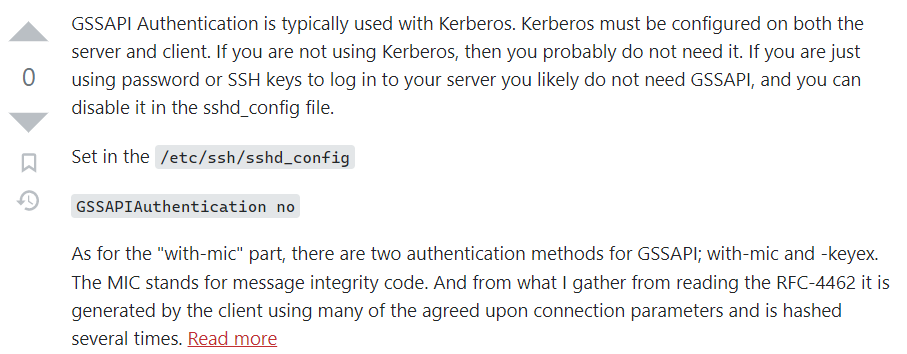 GSSAPI Authentication is typically used with Kerberos. Kerberos must be configured on both the
server and client. If you are not using Kerberos, then you probably do not need it. If you are just
using password or SSH keys to log in to your server you likely do not need GSSAPI, and you can
disable it in the sshd_config file.
0
Set in the /etc/ssh/sshd_config
GSSAPIAuthentication no
As for the "with-mic" part, there are two authentication methods for GSSAPI; with-mic and -keyex.
The MIC stands for message integrity code. And from what I gather from reading the RFC-4462 it is
generated by the client using many of the agreed upon connection parameters and is hashed
several times. Read more